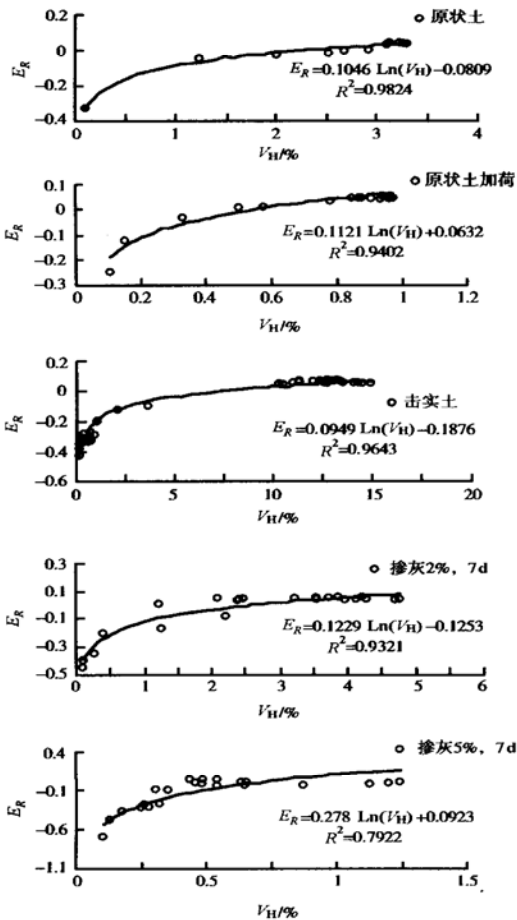 0.2
0
−0.2
−0.4
E_R
0
1
2
3
4
V_H/%
原状土
E_R=0.1046 Ln(V_H)−0.0809
R²=0.9824
0.1
0
−0.1
−0.2
−0.3
E_R
0
0.2
0.4
0.6
0.8
1
1.2
V_H/%
原状土加荷
E_R=0.1121 Ln(V_H)+0.0632
R²=0.9402
0.2
0
−0.2
−0.4
−0.6
E_R
0
5
10
15
20
V_H/%
击实土
E_R=0.0949 Ln(V_H)−0.1876
R²=0.9643
0.3
0.1
−0.1
−0.3
−0.5
E_R
0
1
2
3
4
5
6
V_H/%
掺灰2%，7d
E_R=0.1229 Ln(V_H)−0.1253
R²=0.9321
0.4
−0.1
−0.6
−1.1
E_R
0
0.5
1
1.5
V_H/%
掺灰5%，7d
E_R=0.278 Ln(V_H)+0.0923
R²=0.7922